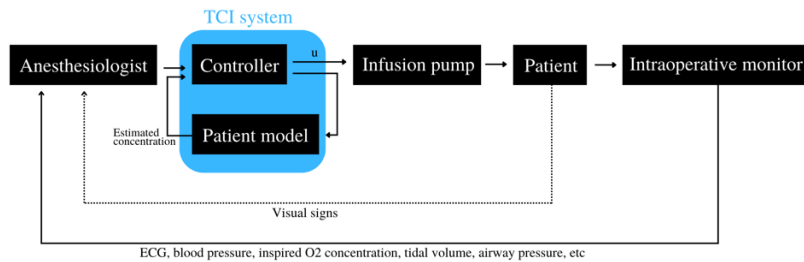 TCI system
Anesthesiologist
Controller
u
Infusion pump
Patient
Intraoperative monitor
Estimated
concentration
Patient model
Visual signs
ECG, blood pressure, inspired O2 concentration, tidal volume, airway pressure, etc